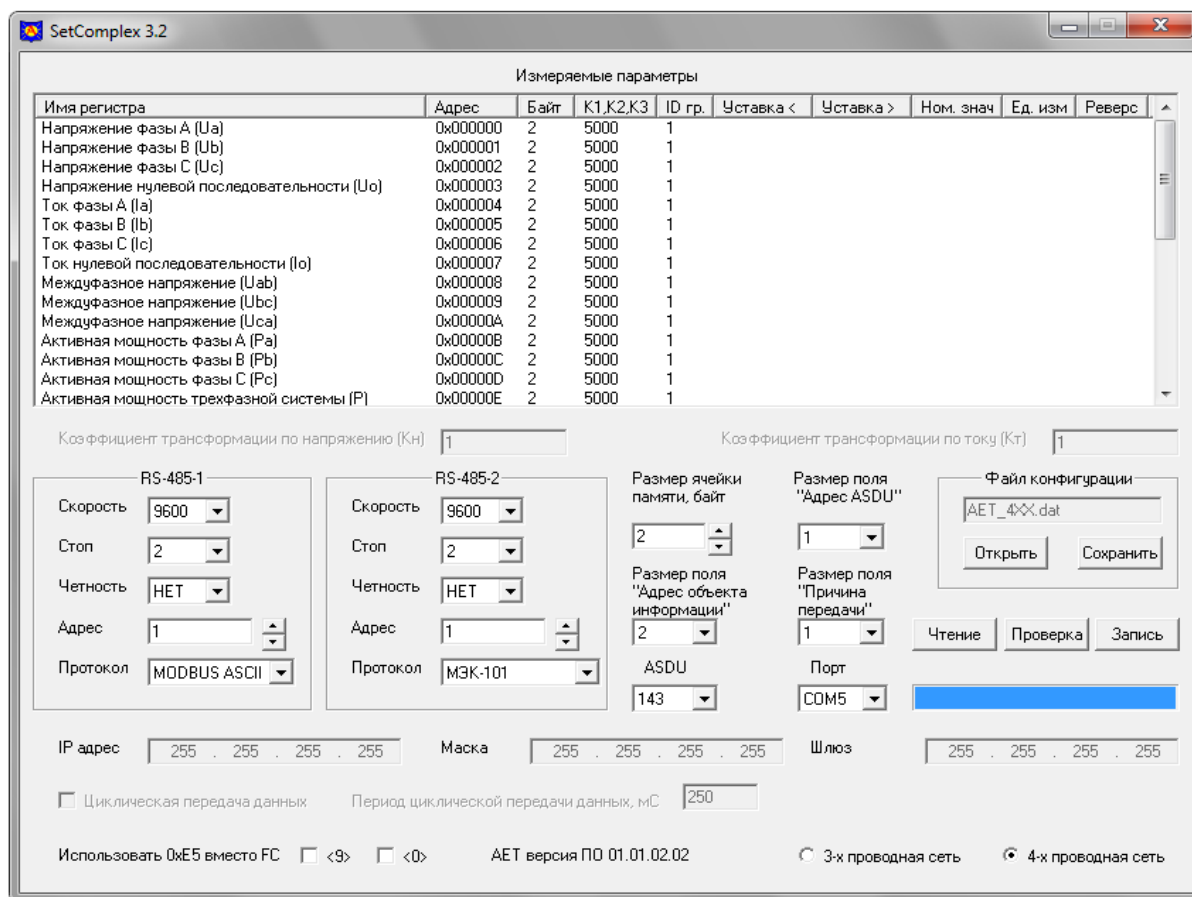 SetComplex 3.2
Измеряемые параметры
Имя регистра Адрес Байт К1,К2,К3 ID гр. Уставка < Уставка > Ном. знач Ед. изм Реверс
Напряжение фазы А (Ua) 0x000000 2 5000 1
Напряжение фазы В (Ub) 0x000001 2 5000 1
Напряжение фазы С (Uc) 0x000002 2 5000 1
Напряжение нулевой последовательности (Uo) 0x000003 2 5000 1
Ток фазы А (Ia) 0x000004 2 5000 1
Ток фазы В (Ib) 0x000005 2 5000 1
Ток фазы С (Ic) 0x000006 2 5000 1
Ток нулевой последовательности (Io) 0x000007 2 5000 1
Междуфазное напряжение (Uab) 0x000008 2 5000 1
Междуфазное напряжение (Ubc) 0x000009 2 5000 1
Междуфазное напряжение (Uca) 0x00000A 2 5000 1
Активная мощность фазы А (Pa) 0x00000B 2 5000 1
Активная мощность фазы В (Pb) 0x00000C 2 5000 1
Активная мощность фазы С (Pc) 0x00000D 2 5000 1
Активная мощность трехфазной системы (P) 0x00000E 2 5000 1
Коэффициент трансформации по напряжению (Кн) 1 Коэффициент трансформации по току (Кт) 1
RS-485-1
Скорость 9600
Стоп 2
Четность НЕТ
Адрес 1
Протокол MODBUS ASCII
RS-485-2
Скорость 9600
Стоп 2
Четность НЕТ
Адрес 1
Протокол МЭК-101
Размер ячейки
памяти, байт
2
Размер поля
"Адрес объекта
информации"
2
ASDU
143
Размер поля
"Адрес ASDU"
1
Размер поля
"Причина
передачи"
1
Порт
COM5
Файл конфигурации
AET_4XX.dat
Открыть Сохранить
Чтение Проверка Запись
IP адрес 255 . 255 . 255 . 255 Маска 255 . 255 . 255 . 255 Шлюз 255 . 255 . 255 . 255
Циклическая передача данных Период циклической передачи данных, мС 250
Использовать 0xE5 вместо FC <9> <0> АЕТ версия ПО 01.01.02.02 3-х проводная сеть 4-х проводная сеть